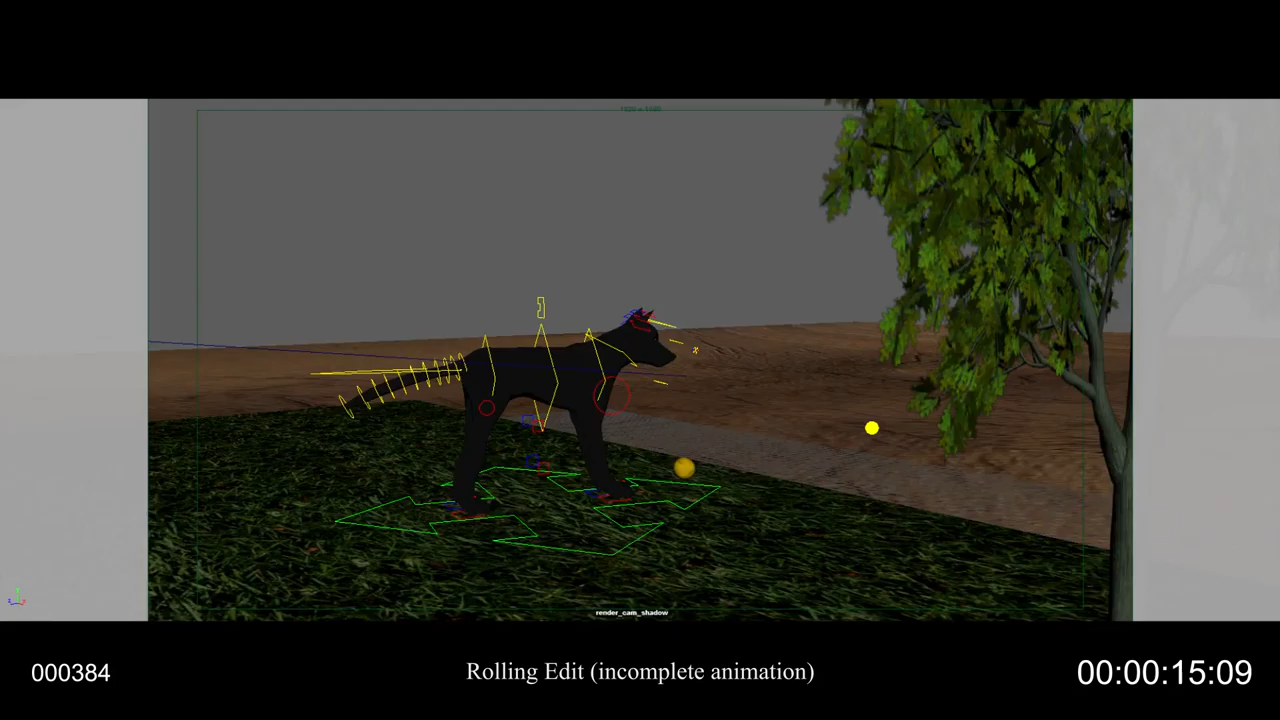 render_cam_shadow
000384
Rolling Edit (incomplete animation)
00:00:15:09